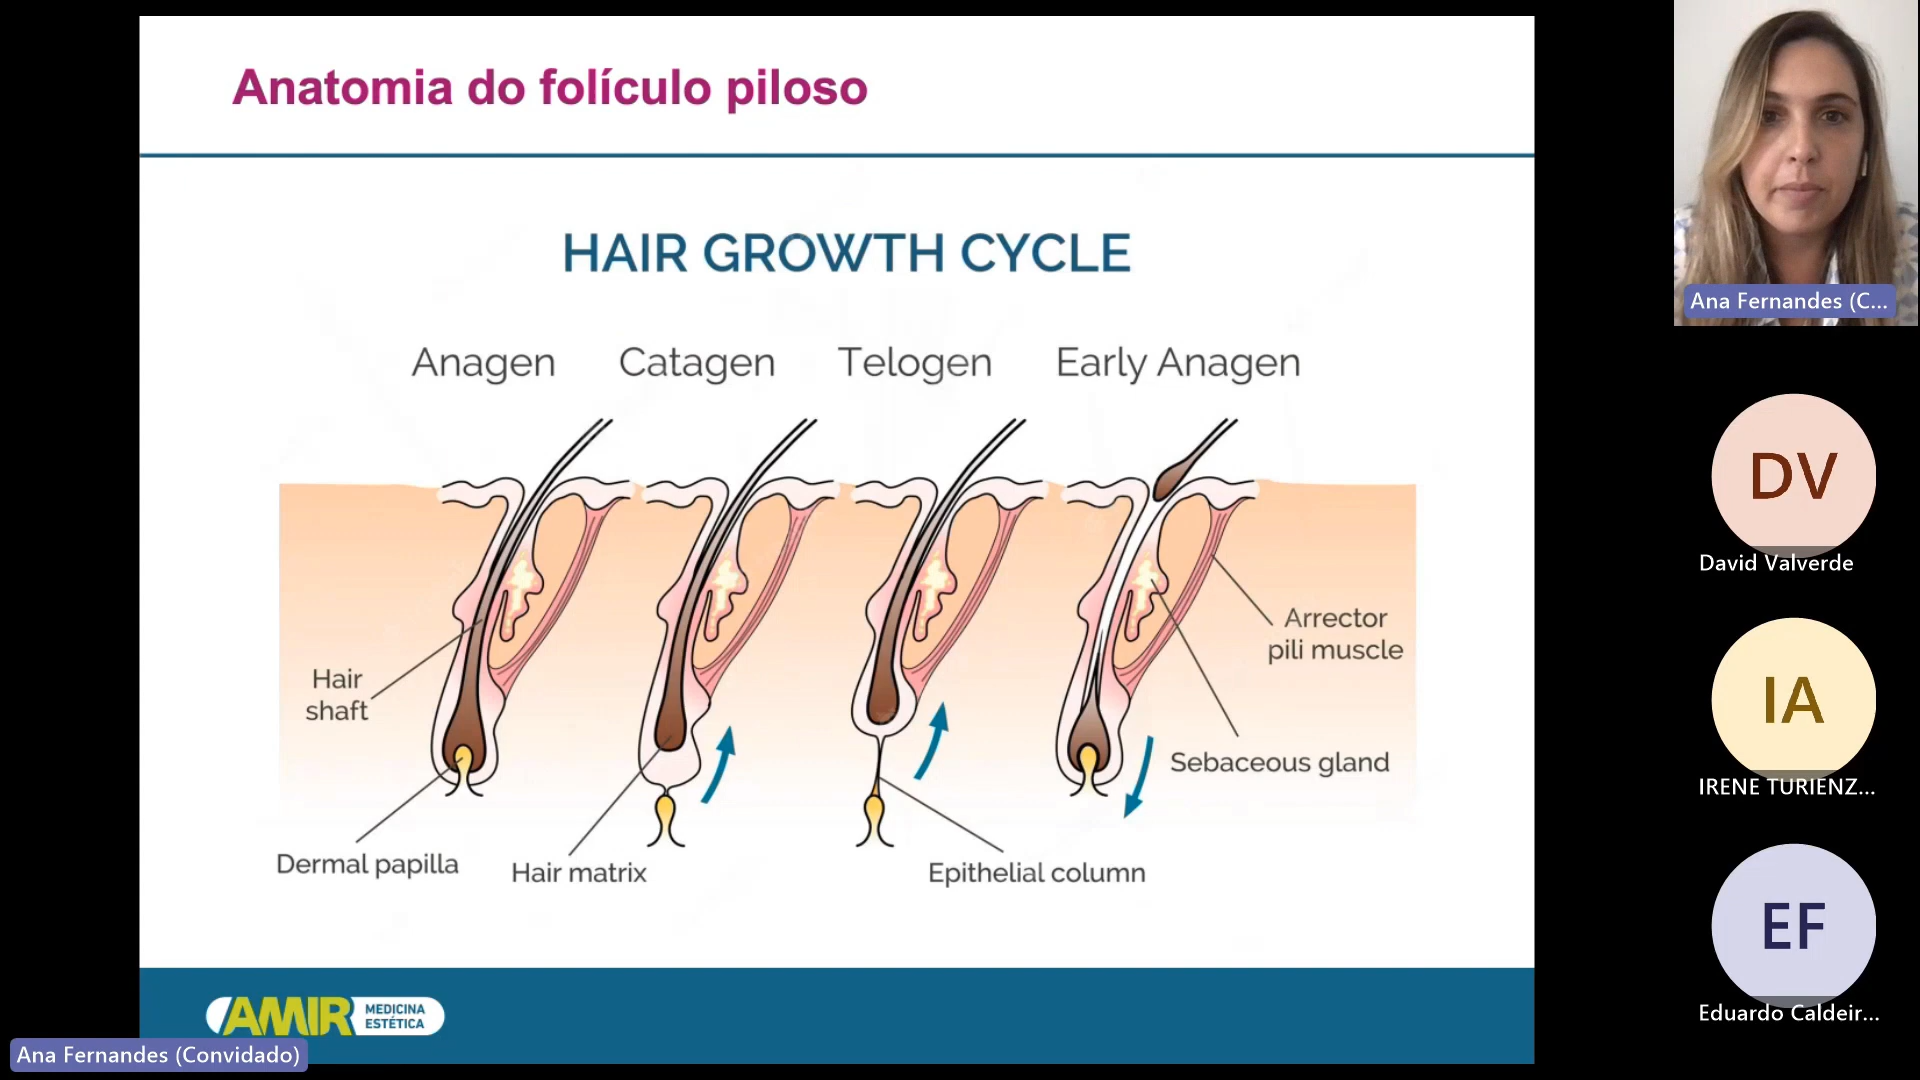 Anatomia do folículo piloso
HAIR GROWTH CYCLE
Anagen
Catagen
Telogen
Early Anagen
Hair
shaft
Dermal papilla
Hair matrix
Epithelial column
Sebaceous gland
Arrector
pili muscle
AMIR
MEDICINA
ESTÉTICA
Ana Fernandes (Convidado)
Ana Fernandes (C...
DV
David Valverde
IA
IRENE TURIENZ...
EF
Eduardo Caldeir...